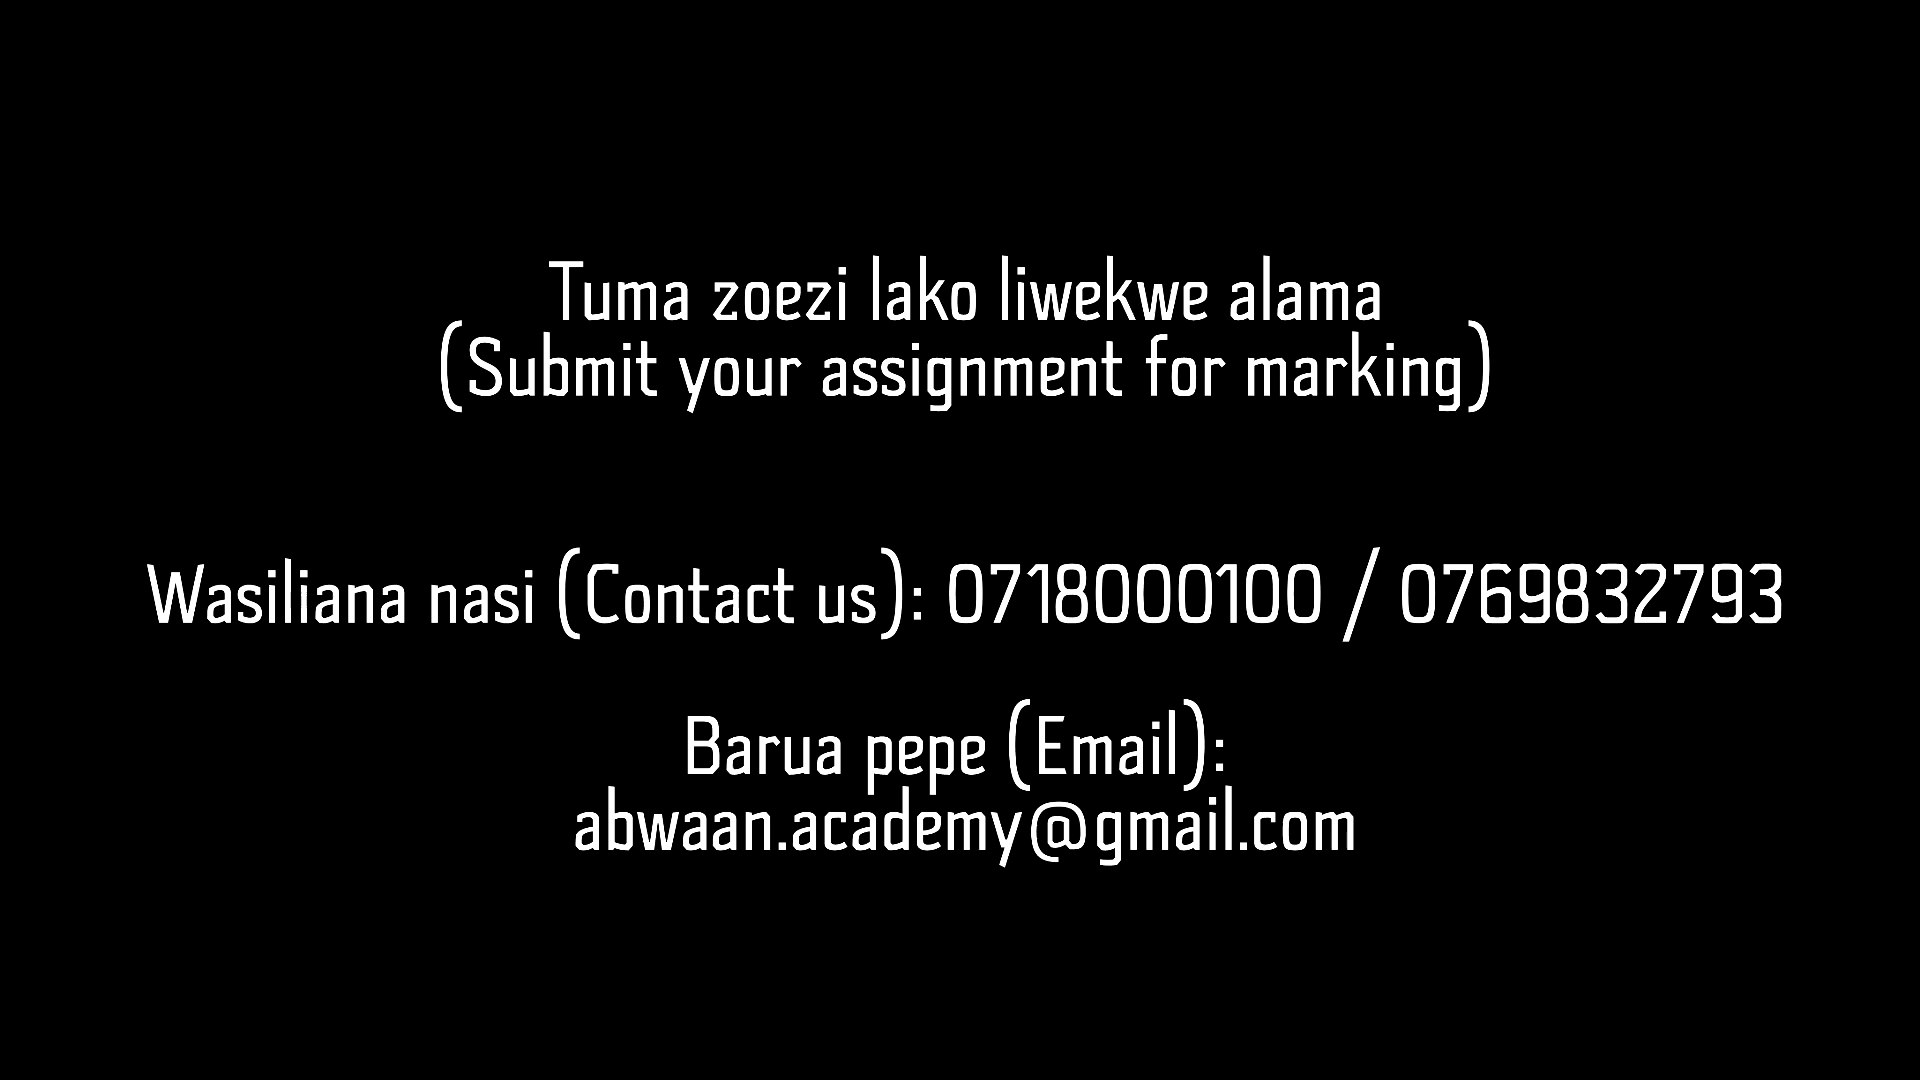 Tuma zoezi lako liwekwe alama
(Submit your assignment for marking)
Wasiliana nasi (Contact us): 0718000100 / 0769832793
Barua pepe (Email):
abwaan.academy@gmail.com